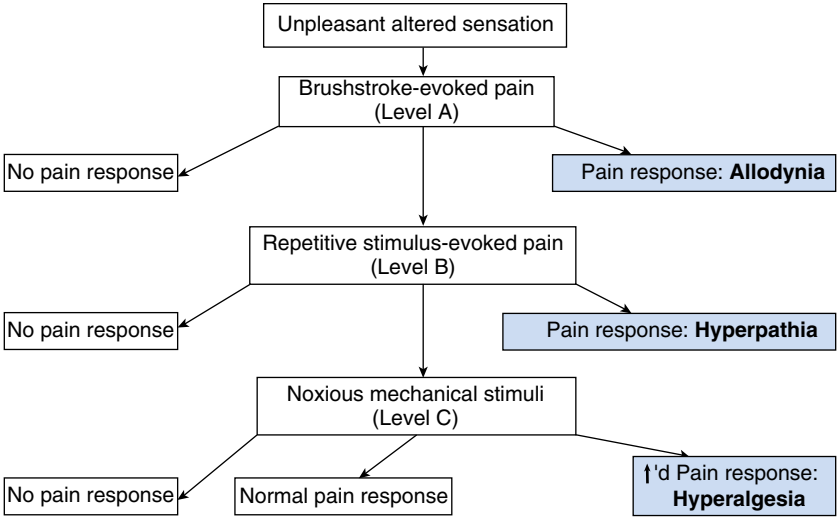 Unpleasant altered sensation
Brushstroke-evoked pain
(Level A)
No pain response
Pain response: Allodynia
Repetitive stimulus-evoked pain
(Level B)
No pain response
Pain response: Hyperpathia
Noxious mechanical stimuli
(Level C)
No pain response
Normal pain response
↑'d Pain response:
Hyperalgesia